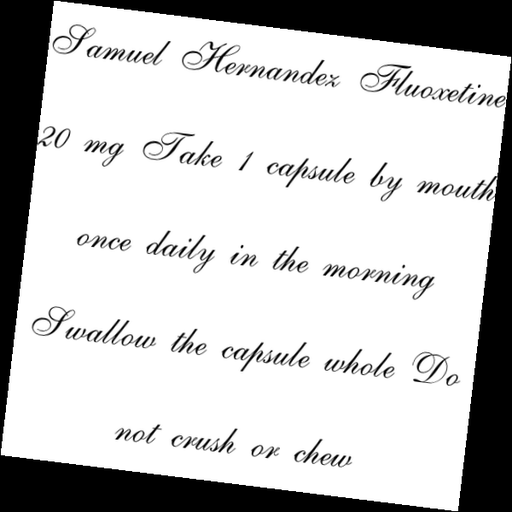 Samuel Hernandez Fluoxetine
20 mg Take 1 capsule by mouth
once daily in the morning
Swallow the capsule whole Do
not crush or chew